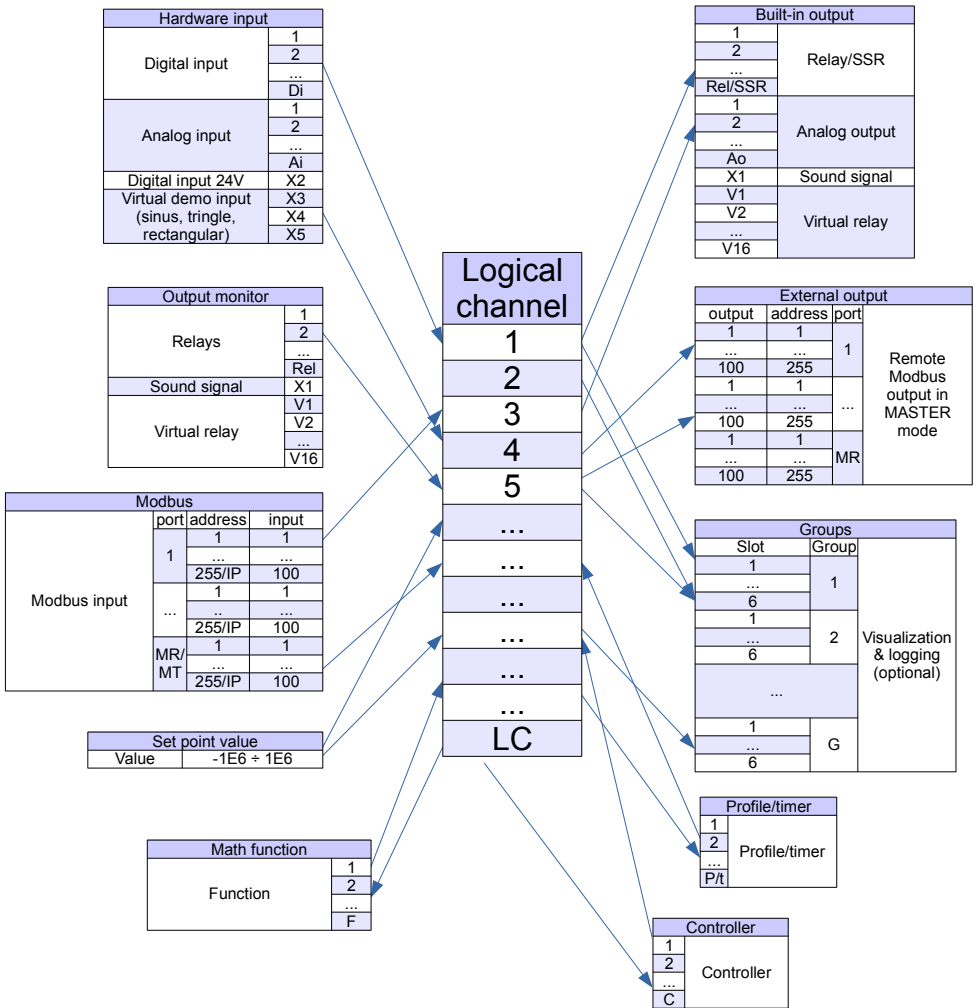 Hardware input
Digital input
1
2
...
Di
Analog input
1
2
...
Ai
Digital input 24V X2
Virtual demo input
(sinus, tringle,
rectangular)
X3
X4
X5
Output monitor
Relays
1
2
...
Rel
Sound signal X1
Virtual relay
V1
V2
...
V16
Modbus
port address input
Modbus input
1
1 1
... ...
255/IP 100
...
1 1
.. ...
255/IP 100
MR/
MT
1 1
... ...
255/IP 100
Set point value
Value -1E6 ÷ 1E6
Math function
Function
1
2
...
F
Logical
channel
1
2
3
4
5
...
...
...
...
...
...
LC
Built-in output
1
2
...
Rel/SSR
Relay/SSR
1
2
...
Ao
Analog output
X1 Sound signal
V1
V2
...
V16
Virtual relay
External output
output address port
1 1
... ...
100 255
1
1 1
... ...
100 255
...
1 1
... ...
100 255
MR
Remote
Modbus
output in
MASTER
mode
Groups
Slot Group
1
...
6
1
1
...
6
2
...
1
...
6
G
Visualization
& logging
(optional)
Profile/timer
1
2
...
P/t
Profile/timer
Controller
1
2
...
C
Controller